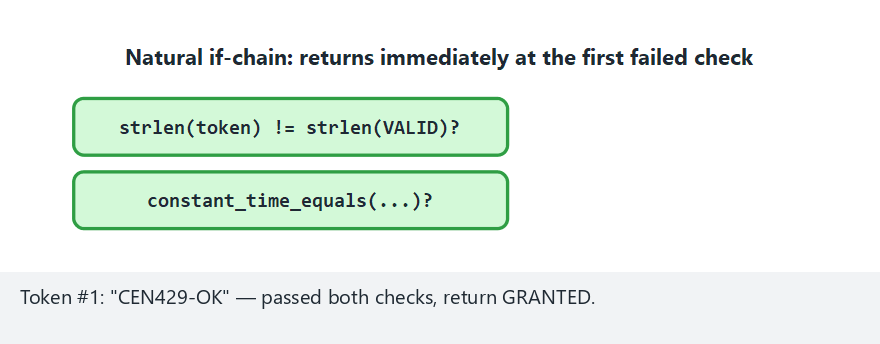 Natural if-chain: returns immediately at the first failed check
strlen(token) != strlen(VALID)?
constant_time_equals(...)?
Token #1: "CEN429-OK" — passed both checks, return GRANTED.